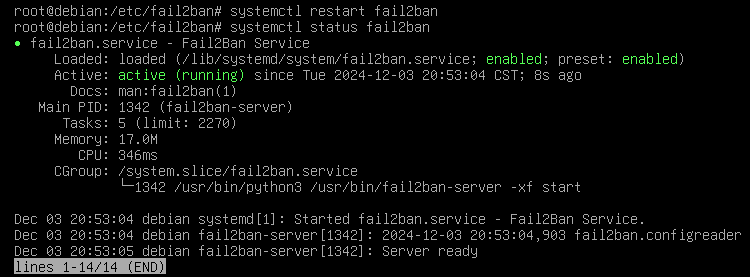 root@debian:/etc/fail2ban# systemctl restart fail2ban
root@debian:/etc/fail2ban# systemctl status fail2ban
● fail2ban.service - Fail2Ban Service
     Loaded: loaded (/lib/systemd/system/fail2ban.service; enabled; preset: enabled)
     Active: active (running) since Tue 2024-12-03 20:53:04 CST; 8s ago
       Docs: man:fail2ban(1)
   Main PID: 1342 (fail2ban-server)
      Tasks: 5 (limit: 2270)
     Memory: 17.0M
        CPU: 346ms
     CGroup: /system.slice/fail2ban.service
             └─1342 /usr/bin/python3 /usr/bin/fail2ban-server -xf start
Dec 03 20:53:04 debian systemd[1]: Started fail2ban.service - Fail2Ban Service.
Dec 03 20:53:04 debian fail2ban-server[1342]: 2024-12-03 20:53:04,903 fail2ban.configreader
Dec 03 20:53:05 debian fail2ban-server[1342]: Server ready
lines 1-14/14 (END)